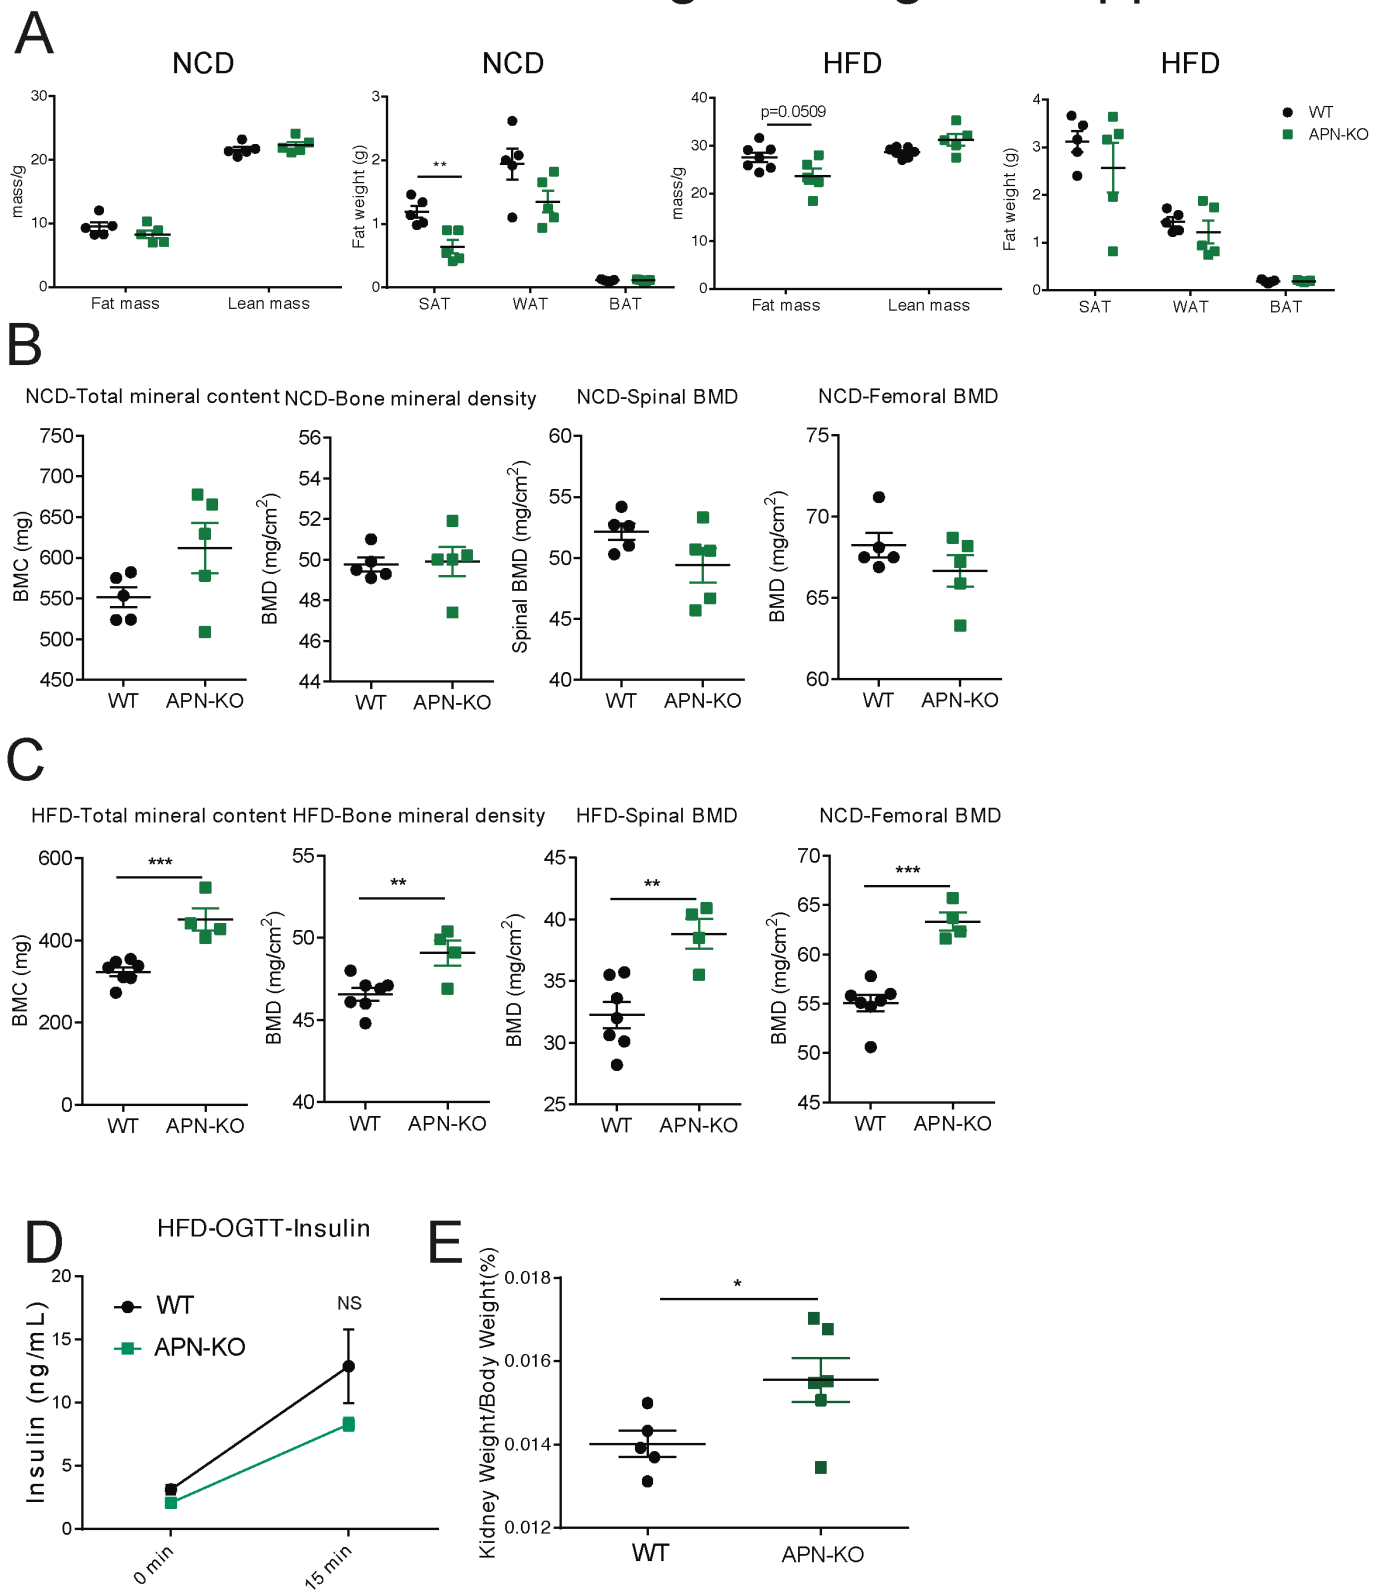 A
NCD
NCD
HFD
HFD
30
20
10
0
mass/g
Fat mass
Lean mass
3
2
1
0
Fat weight (g)
**
SAT
WAT
BAT
40
30
20
10
0
mass/g
p=0.0509
Fat mass
Lean mass
4
3
2
1
0
Fat weight (g)
SAT
WAT
BAT
WT
APN-KO
B
NCD-Total mineral content
750
700
650
600
550
500
450
BMC (mg)
WT
APN-KO
NCD-Bone mineral density
56
54
52
50
48
46
44
BMD (mg/cm2)
WT
APN-KO
NCD-Spinal BMD
60
55
50
45
40
Spinal BMD (mg/cm2)
WT
APN-KO
NCD-Femoral BMD
75
70
65
60
BMD (mg/cm2)
WT
APN-KO
C
HFD-Total mineral content
600
400
200
0
BMC (mg)
***
WT
APN-KO
HFD-Bone mineral density
55
50
45
40
BMD (mg/cm2)
**
WT
APN-KO
HFD-Spinal BMD
45
40
35
30
25
BMD (mg/cm2)
**
WT
APN-KO
NCD-Femoral BMD
70
65
60
55
50
45
BMD (mg/cm2)
***
WT
APN-KO
D
HFD-OGTT-Insulin
20
15
10
5
0
Insulin (ng/mL)
WT
APN-KO
NS
0 min
15 min
E
0.018
0.016
0.014
0.012
Kidney Weight/Body Weight(%)
*
WT
APN-KO